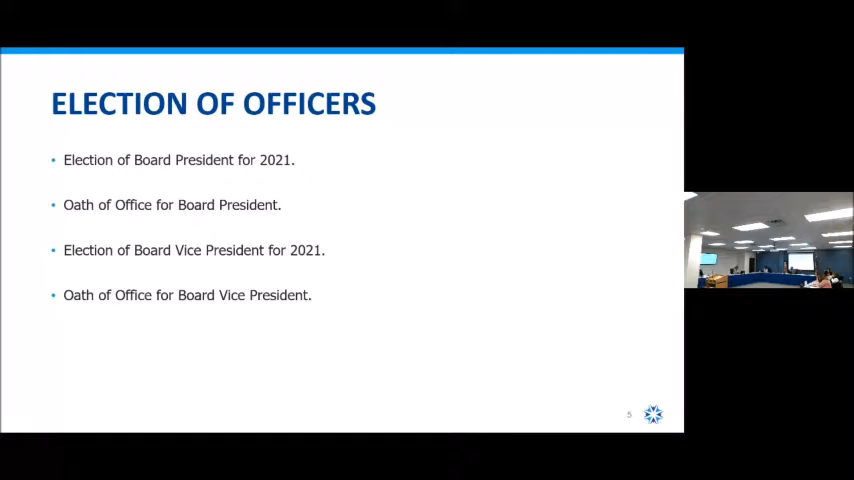 ELECTION OF OFFICERS
• Election of Board President for 2021.
• Oath of Office for Board President.
• Election of Board Vice President for 2021.
• Oath of Office for Board Vice President.
5